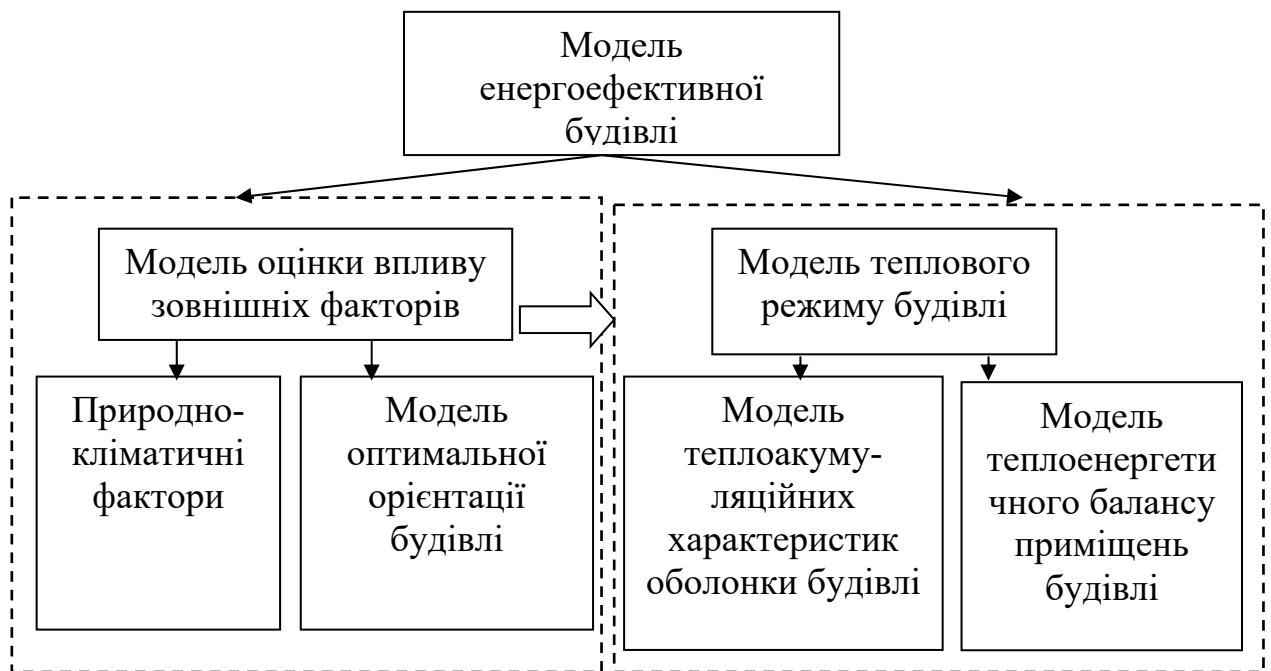 Модель
енергоефективної
будівлі
Модель оцінки впливу
зовнішніх факторів
Модель теплового
режиму будівлі
Природно-
кліматичні
фактори
Модель
оптимальної
орієнтації
будівлі
Модель
теплоакуму-
ляційних
характеристик
оболонки будівлі
Модель
теплоенергети
чного балансу
приміщень
будівлі